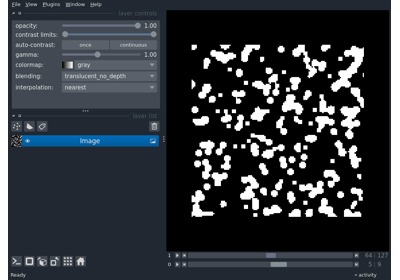 File View Plugins Window Help
layer controls
opacity: 1.00
contrast limits:
auto-contrast: once continuous
gamma: 1.00
colormap: gray
blending: translucent_no_depth
interpolation: nearest
layer list
Image
1 64 127
0 5 9
Ready activity